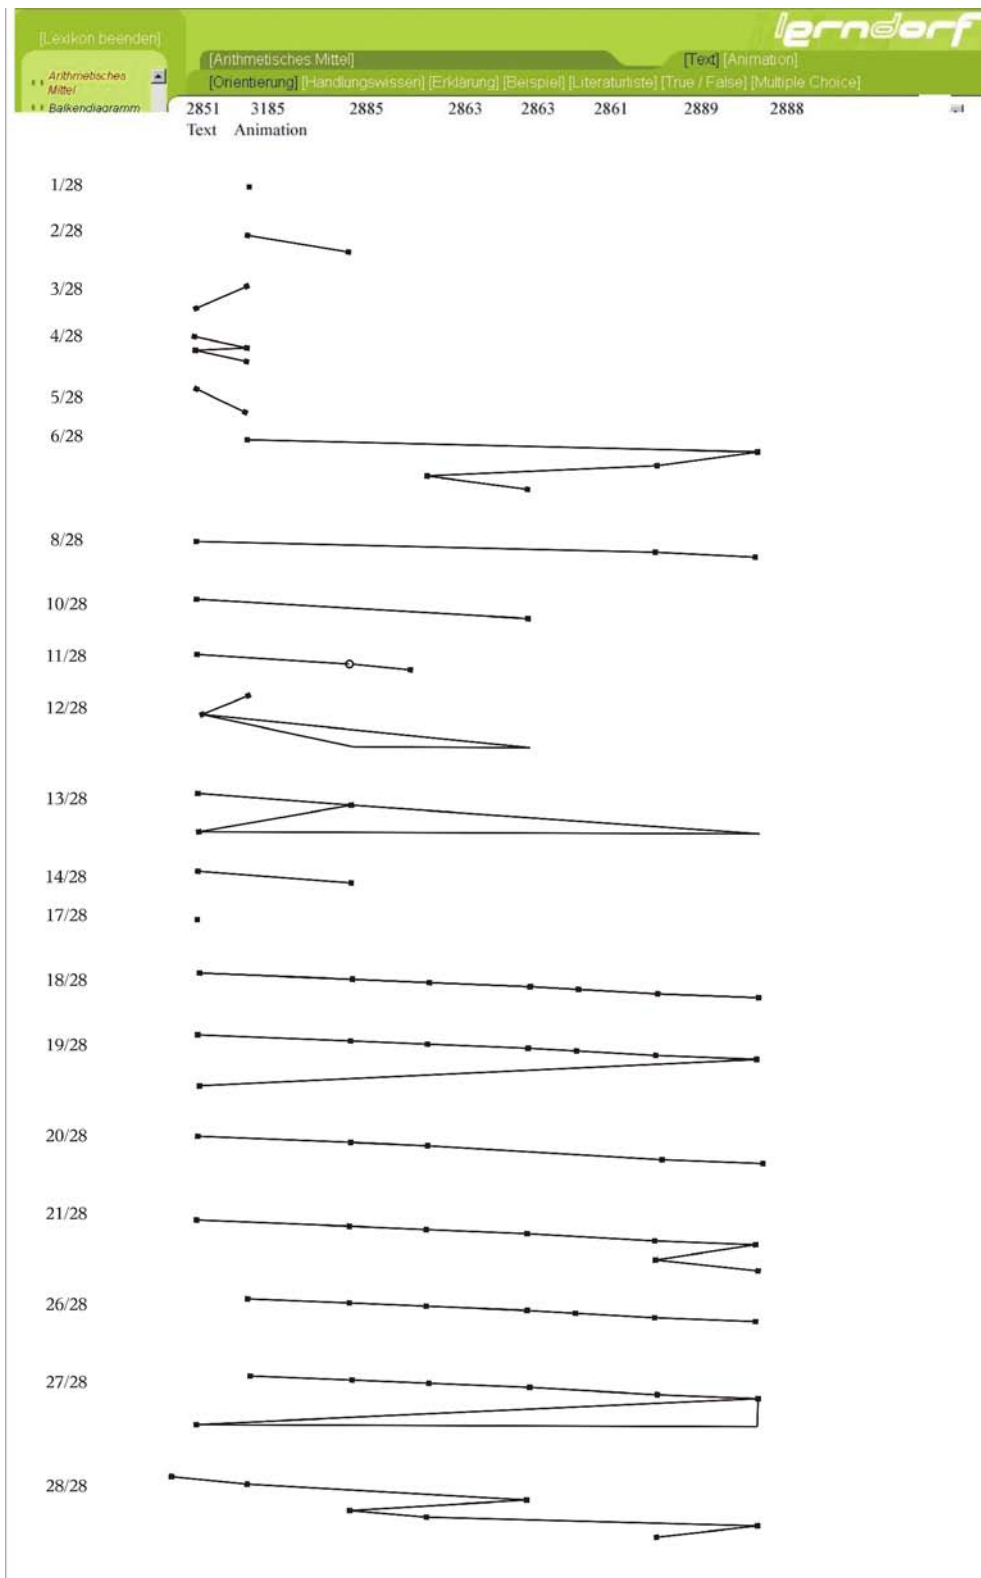 lerndorf
[Lexikon beenden]
[Arithmetisches Mittel] [Text] [Animation]
Arithmetisches
Mittel
[Orientierung] [Handlungswissen] [Erklärung] [Beispiel] [Literaturliste] [True / False] [Multiple Choice]
Balkendiagramm
2851 3185 2885 2863 2863 2861 2889 2888
Text Animation
1/28
2/28
3/28
4/28
5/28
6/28
8/28
10/28
11/28
12/28
13/28
14/28
17/28
18/28
19/28
20/28
21/28
26/28
27/28
28/28